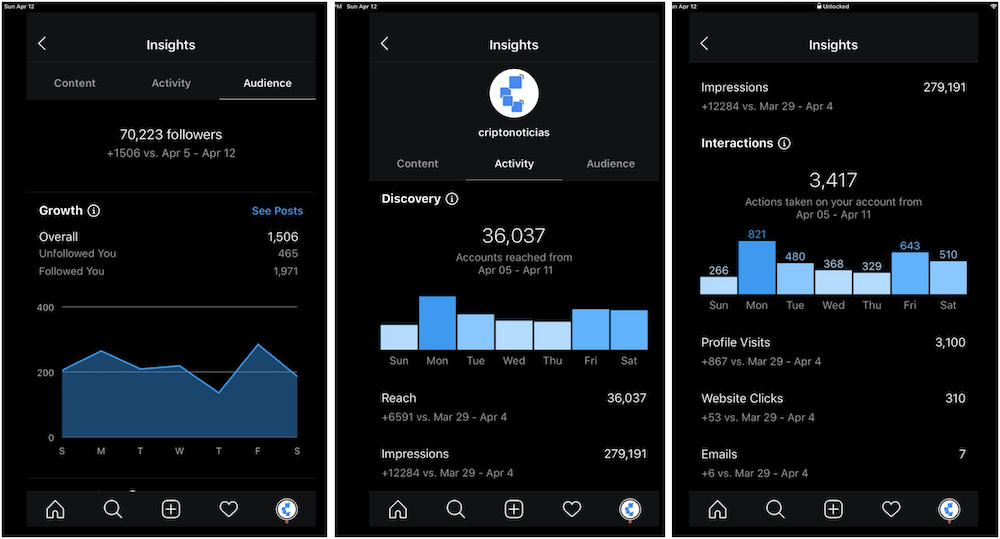 Sun Apr 12
Insights
Content Activity Audience
70,223 followers
+1506 vs. Apr 5 - Apr 12
Growth See Posts
Overall 1,506
Unfollowed You 465
Followed You 1,971
400
200
0
S M T W T F S
PM Sun Apr 12
Insights
criptonoticias
Content Activity Audience
Discovery
36,037
Accounts reached from
Apr 05 - Apr 11
Sun Mon Tue Wed Thu Fri Sat
Reach 36,037
+6591 vs. Mar 29 - Apr 4
Impressions 279,191
+12284 vs. Mar 29 - Apr 4
Apr 12 Unlocked
Insights
Impressions 279,191
+12284 vs. Mar 29 - Apr 4
Interactions
3,417
Actions taken on your account from
Apr 05 - Apr 11
266 821 480 368 329 643 510
Sun Mon Tue Wed Thu Fri Sat
Profile Visits 3,100
+867 vs. Mar 29 - Apr 4
Website Clicks 310
+53 vs. Mar 29 - Apr 4
Emails 7
+6 vs. Mar 29 - Apr 4